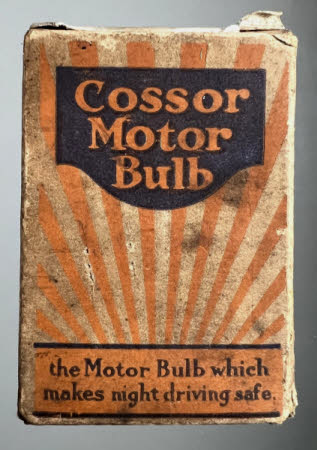 Cossor
Motor
Bulb
the Motor Bulb which
makes night driving safe.